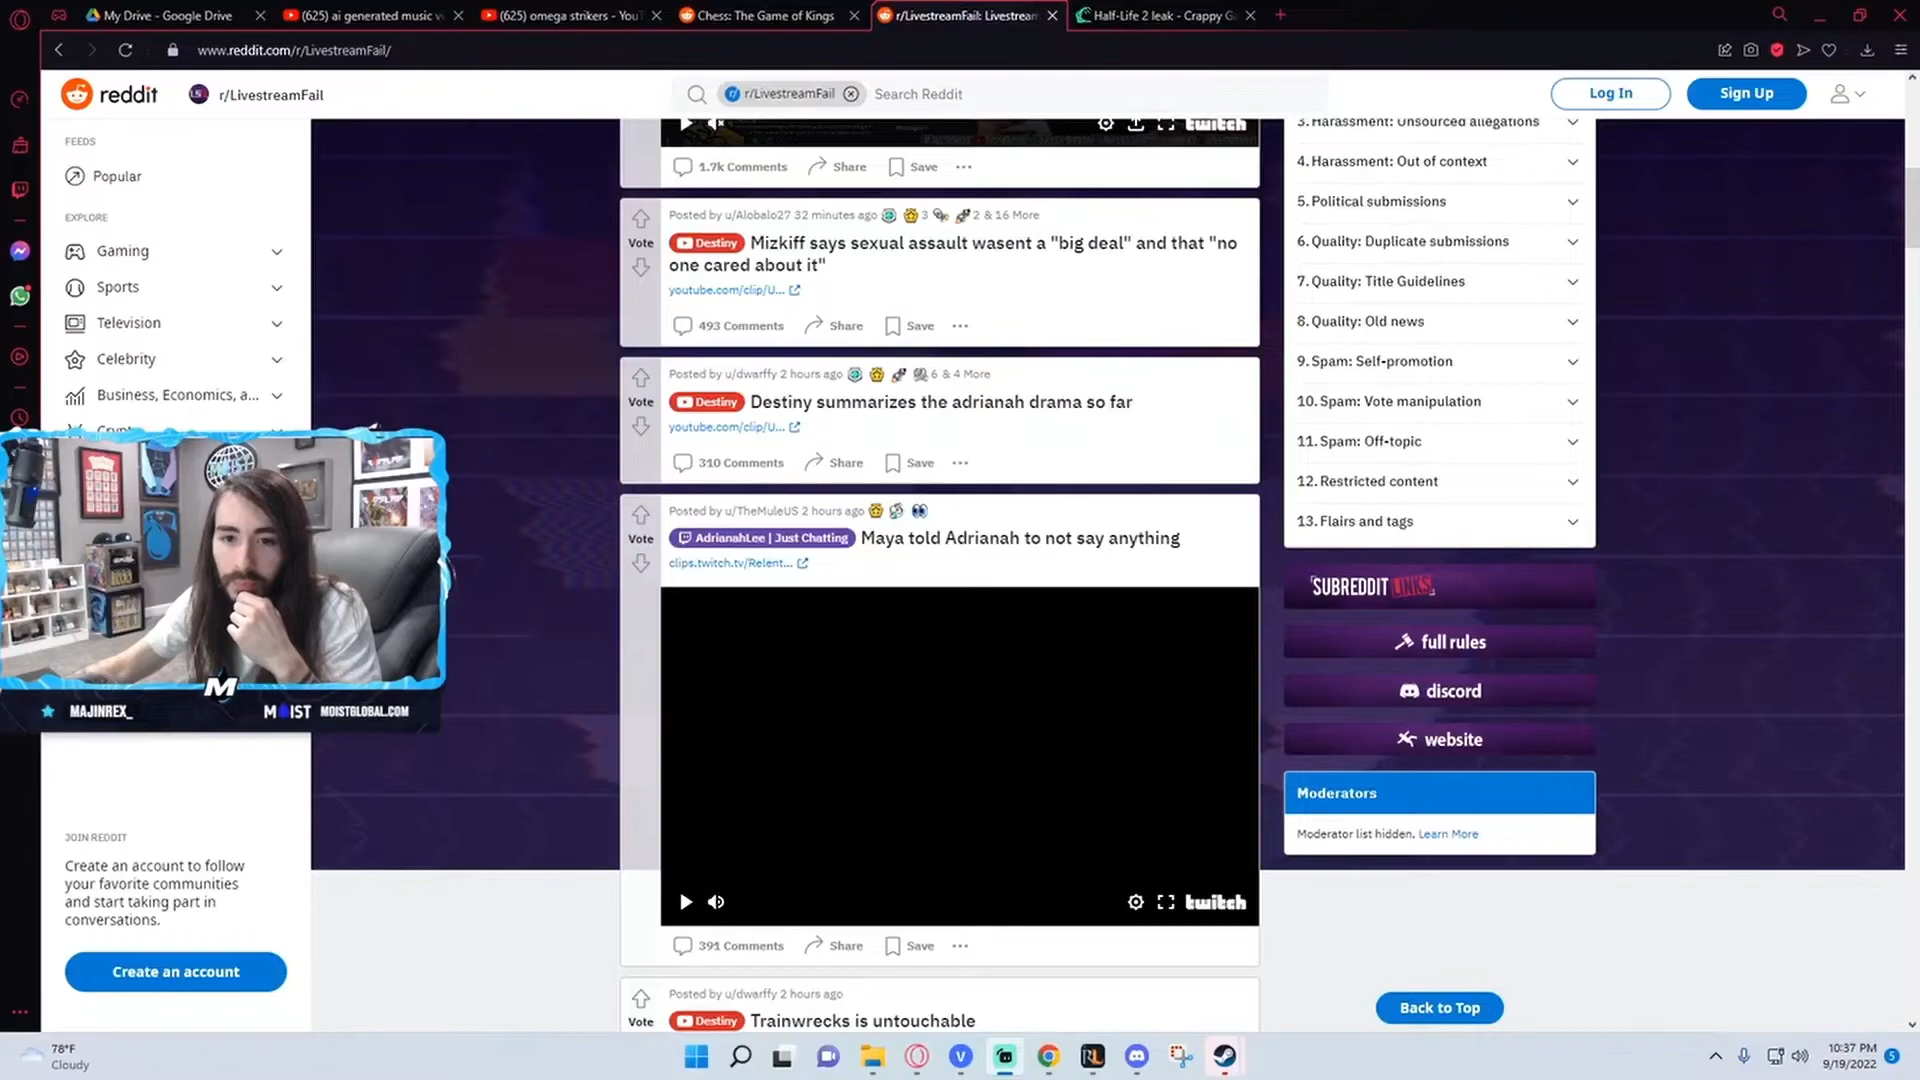 My Drive - Google Drive
(625) ai generated music vi
(625) omega strikers - YouT
Chess: The Game of Kings
r/LivestreamFail: Livestream
Half-Life 2 leak - Crappy Ga
www.reddit.com/r/LivestreamFail/
reddit
r/LivestreamFail
r/LivestreamFail
Search Reddit
Log In
Sign Up
FEEDS
Popular
EXPLORE
Gaming
Sports
Television
Celebrity
Business, Economics, a...
MAJINREX_
MOIST
MOISTGLOBAL.COM
JOIN REDDIT
Create an account to follow
your favorite communities
and start taking part in
conversations.
Create an account
twitch
1.7k Comments
Share
Save
Posted by u/Alobalo27 32 minutes ago 3 2 & 16 More
Vote
Destiny Mizkiff says sexual assault wasent a "big deal" and that "no
one cared about it"
youtube.com/clip/U...
493 Comments
Share
Save
Posted by u/dwarffy 2 hours ago 6 & 4 More
Vote
Destiny Destiny summarizes the adrianah drama so far
youtube.com/clip/U...
310 Comments
Share
Save
Posted by u/TheMuleUS 2 hours ago
Vote
AdrianahLee | Just Chatting Maya told Adrianah to not say anything
clips.twitch.tv/Relent...
twitch
391 Comments
Share
Save
Posted by u/dwarffy 2 hours ago
Vote
Destiny Trainwrecks is untouchable
3. Harassment: Unsourced allegations
4. Harassment: Out of context
5. Political submissions
6. Quality: Duplicate submissions
7. Quality: Title Guidelines
8. Quality: Old news
9. Spam: Self-promotion
10. Spam: Vote manipulation
11. Spam: Off-topic
12. Restricted content
13. Flairs and tags
SUBREDDIT LINKS
full rules
discord
website
Moderators
Moderator list hidden. Learn More
Back to Top
78°F
Cloudy
10:37 PM
9/19/2022
5